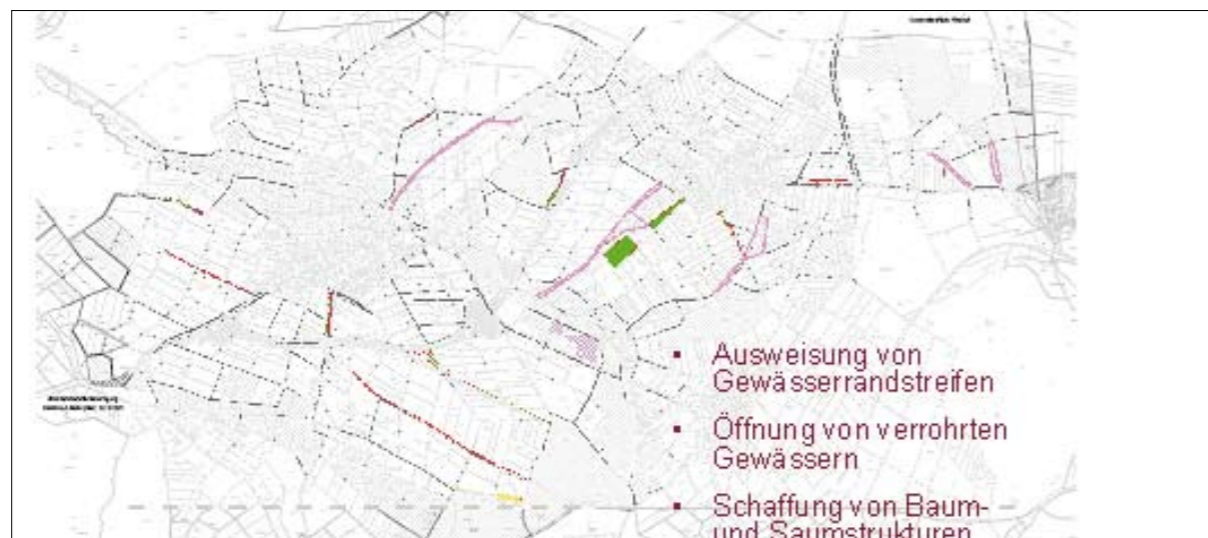 ▪ Ausweisung von
Gewässerrandstreifen
▪ Öffnung von verrohrten
Gewässern
▪ Schaffung von Baum-
und Saumstrukturen